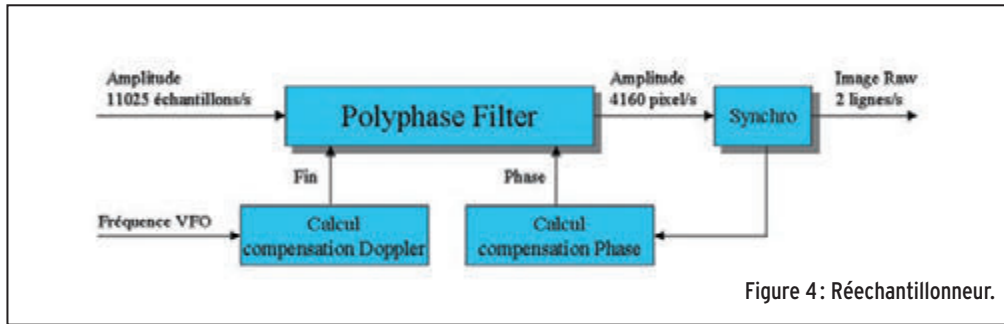 Amplitude
11025 échantillons/s
Polyphase Filter
Amplitude
4160 pixel/s
Synchro
Image Raw
2 lignes/s
Fin
Phase
Fréquence VFO
Calcul
compensation Doppler
Calcul
compensation Phase
Figure 4: Réechantillonneur.